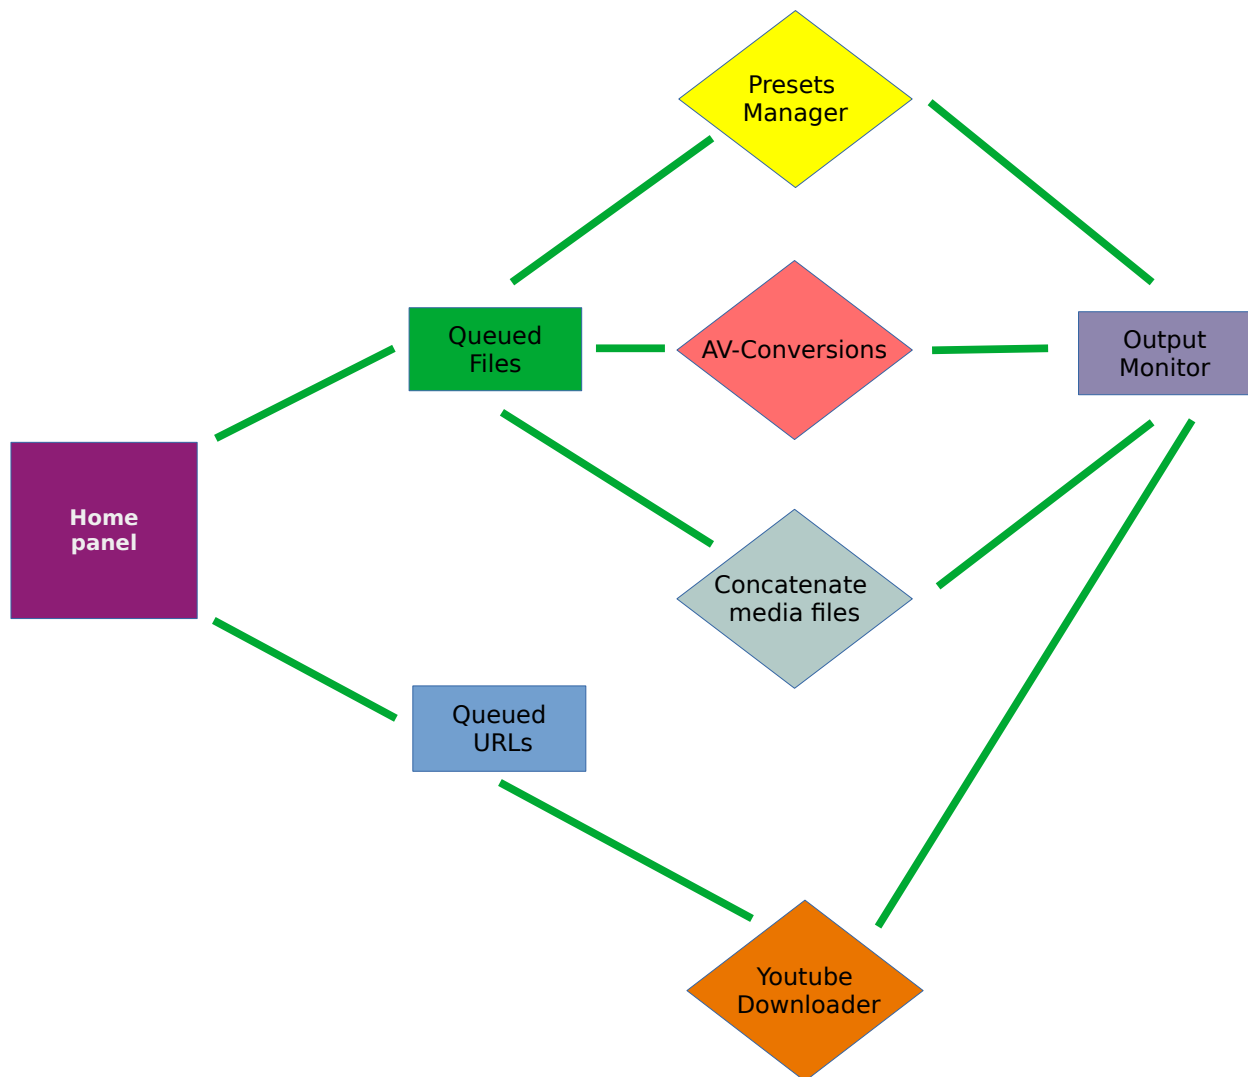 Presets
Manager
Queued
Files
AV-Conversions
Output
Monitor
Home
panel
Concatenate
media files
Queued
URLs
Youtube
Downloader